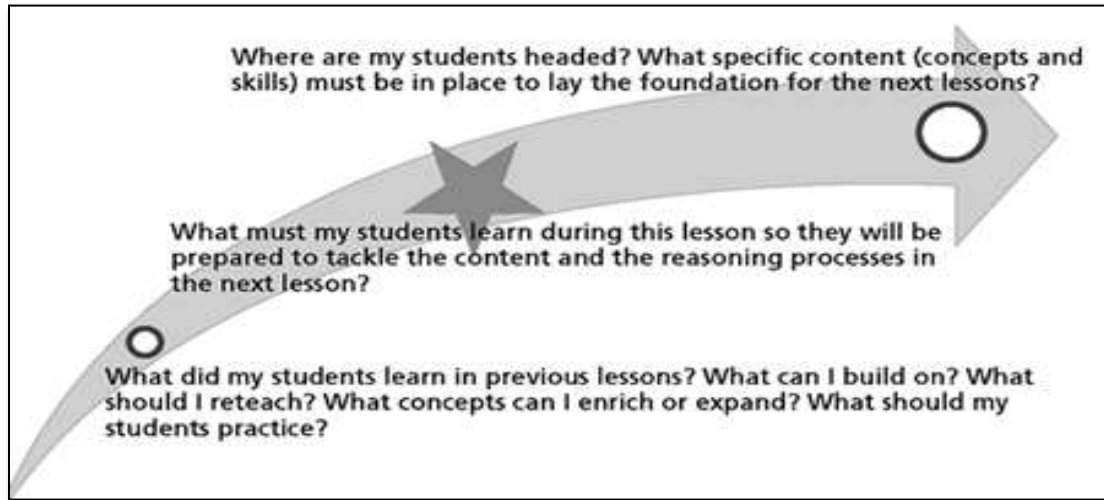 Where are my students headed? What specific content (concepts and
skills) must be in place to lay the foundation for the next lessons?
What must my students learn during this lesson so they will be
prepared to tackle the content and the reasoning processes in
the next lesson?
What did my students learn in previous lessons? What can I build on? What
should I reteach? What concepts can I enrich or expand? What should my
students practice?